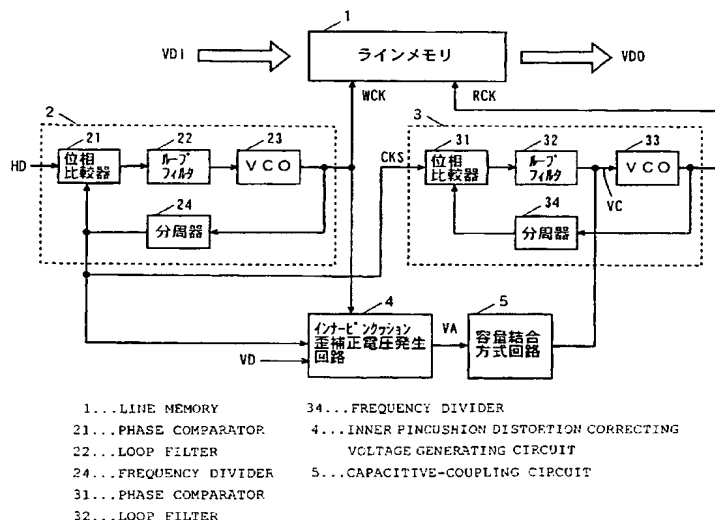 1
VDI
ラインメモリ
VDO
WCK
RCK
2
21
22
23
HD
位相
比較器
ループ
フィルタ
VCO
24
分周器
CKS
3
31
32
33
位相
比較器
ループ
フィルタ
VCO
VC
34
分周器
4
インナーピンクッション
歪補正電圧発生
回路
VD
VA
5
容量結合
方式回路
1...LINE MEMORY
21...PHASE COMPARATOR
22...LOOP FILTER
24...FREQUENCY DIVIDER
31...PHASE COMPARATOR
32...LOOP FILTER
34...FREQUENCY DIVIDER
4...INNER PINCUSHION DISTORTION CORRECTING
VOLTAGE GENERATING CIRCUIT
5...CAPACITIVE-COUPLING CIRCUIT